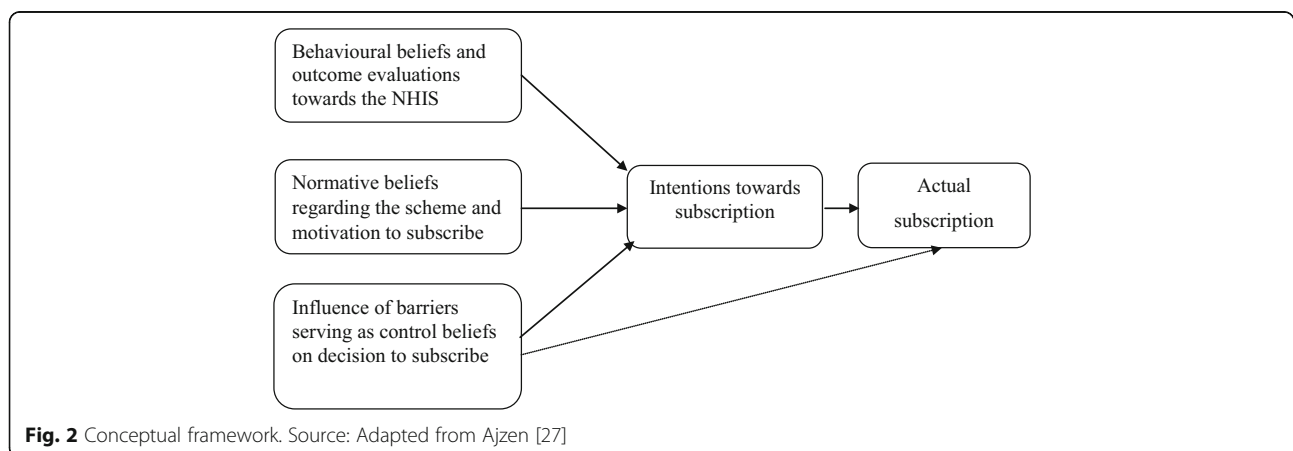 Behavioural beliefs and
outcome evaluations
towards the NHIS
Normative beliefs
regarding the scheme and
motivation to subscribe
Influence of barriers
serving as control beliefs
on decision to subscribe
Intentions towards
subscription
Actual
subscription
Fig. 2 Conceptual framework. Source: Adapted from Ajzen [27]